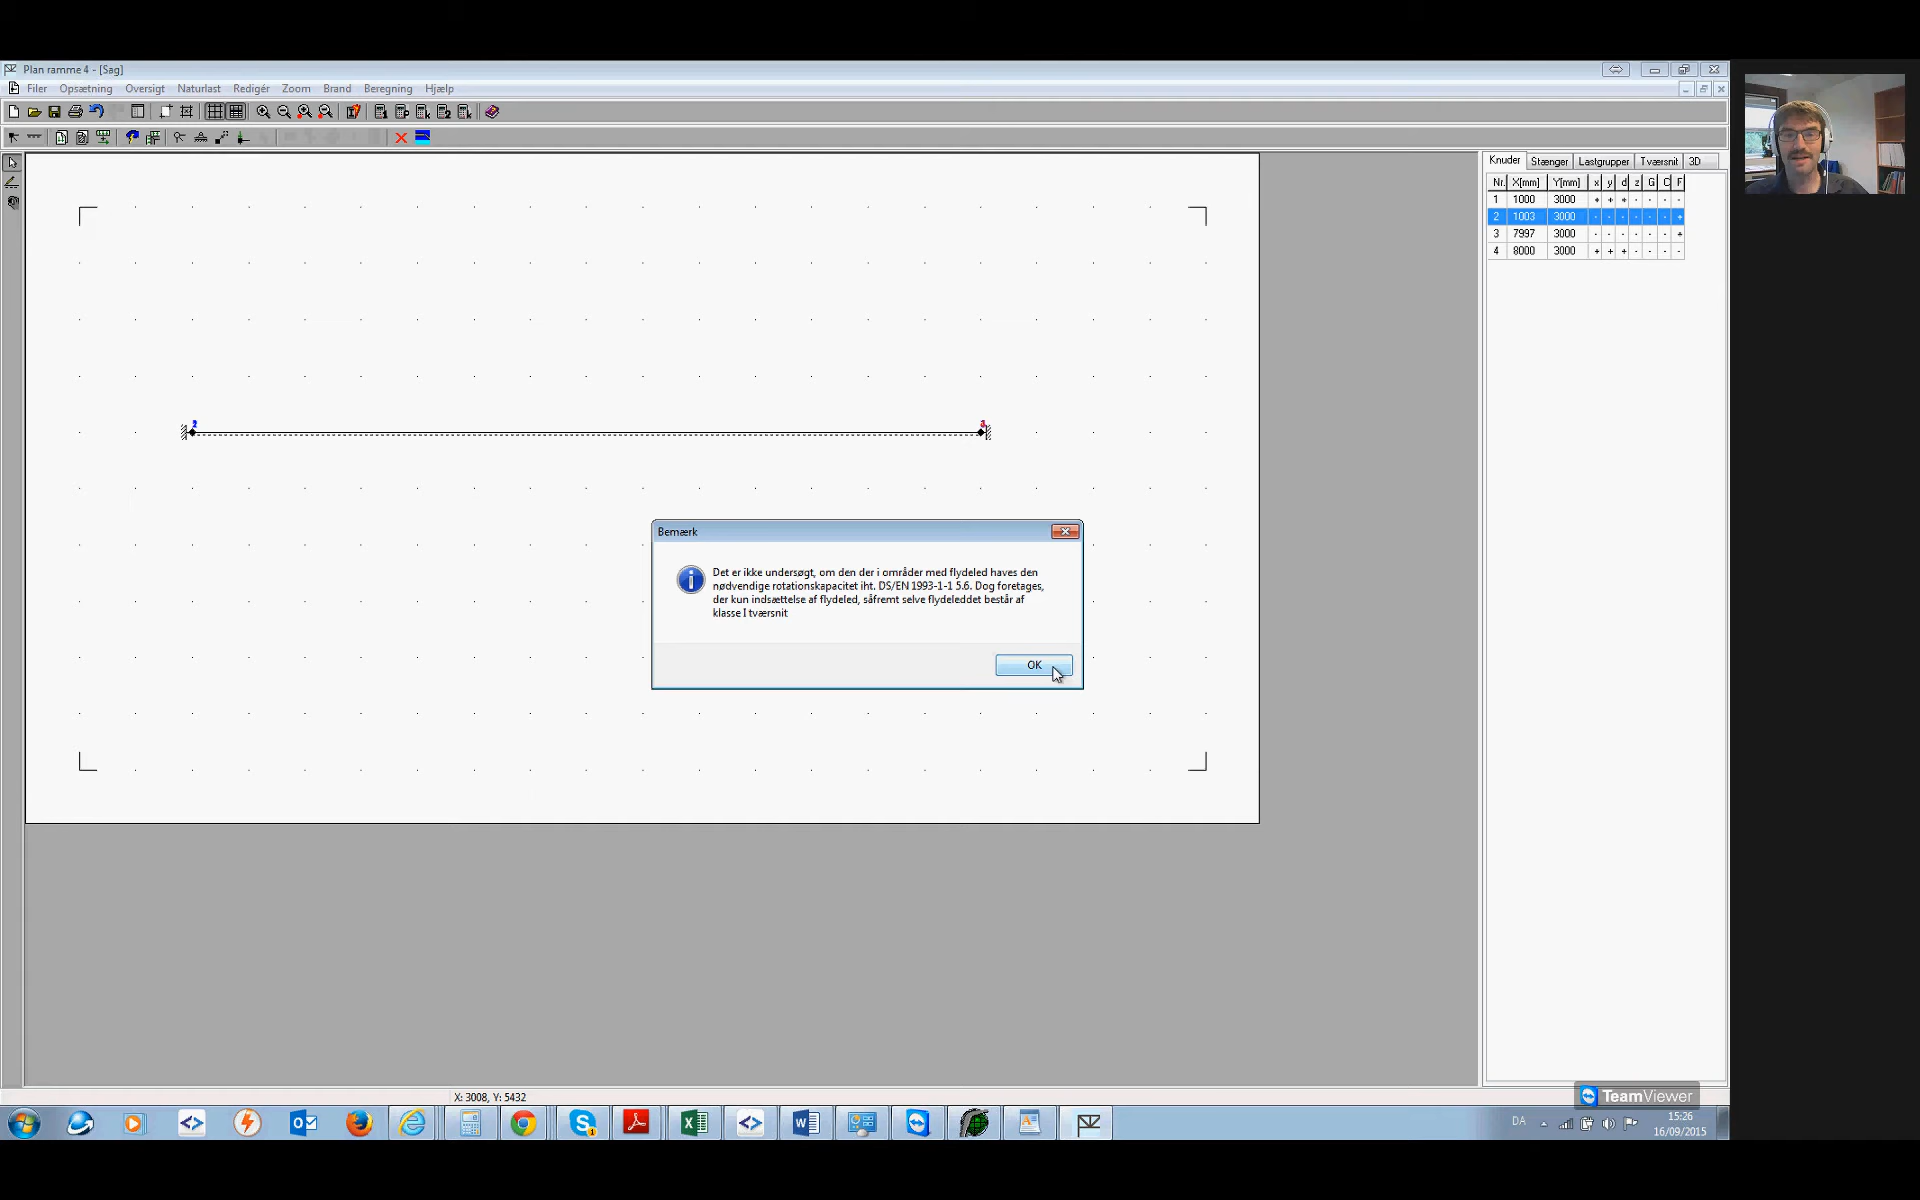 Plan ramme 4 - [Sag]
Filer Opsætning Oversigt Naturlast Redigér Zoom Brand Beregning Hjælp
Knuder Stænger Lastgrupper Tværsnit 3D
Nr. X[mm] Y[mm] x y d z G C F
1 1000 3000 + + + - - - -
2 1003 3000 - - - - - - +
3 7997 3000 - - - - - - +
4 8000 3000 + + + - - - -
2 3
Bemærk
Det er ikke undersøgt, om den der i områder med flydeled haves den
nødvendige rotationskapacitet iht. DS/EN 1993-1-1 5.6. Dog foretages,
der kun indsættelse af flydeled, såfremt selve flydeleddet består af
klasse I tværsnit
OK
X: 3008, Y: 5432
TeamViewer
DA
15:26
16/09/2015